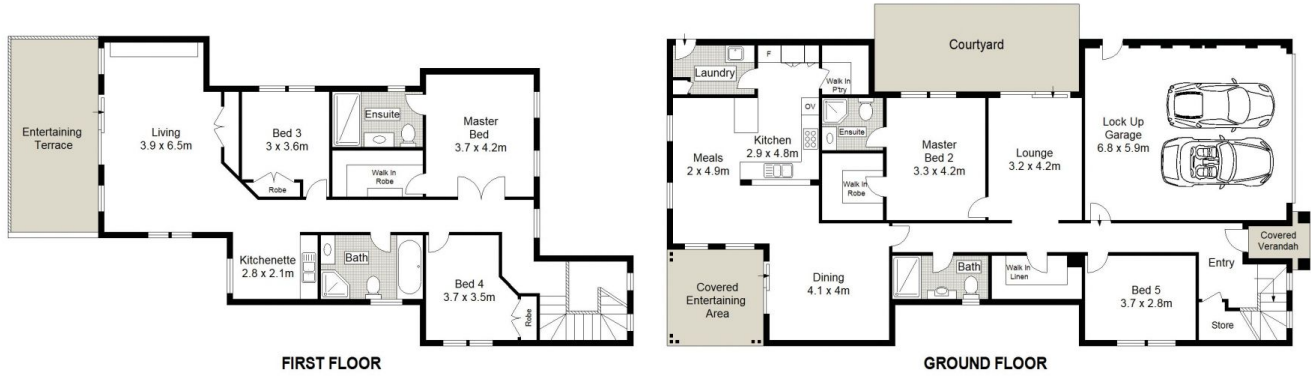 Entertaining
Terrace
Living
3.9 x 6.5m
Bed 3
3 x 3.6m
Robe
Ensuite
Walk In
Robe
Master
Bed
3.7 x 4.2m
Kitchenette
2.8 x 2.1m
Bath
Bed 4
3.7 x 3.5m
Robe
FIRST FLOOR
Laundry
F
Walk In
P'try
OV
Meals
2 x 4.9m
Kitchen
2.9 x 4.8m
Ensuite
Walk In
Robe
Master
Bed 2
3.3 x 4.2m
Courtyard
Lounge
3.2 x 4.2m
Lock Up
Garage
6.8 x 5.9m
Covered
Verandah
Covered
Entertaining
Area
Dining
4.1 x 4m
Bath
Walk In
Linen
Bed 5
3.7 x 2.8m
Entry
Store
GROUND FLOOR